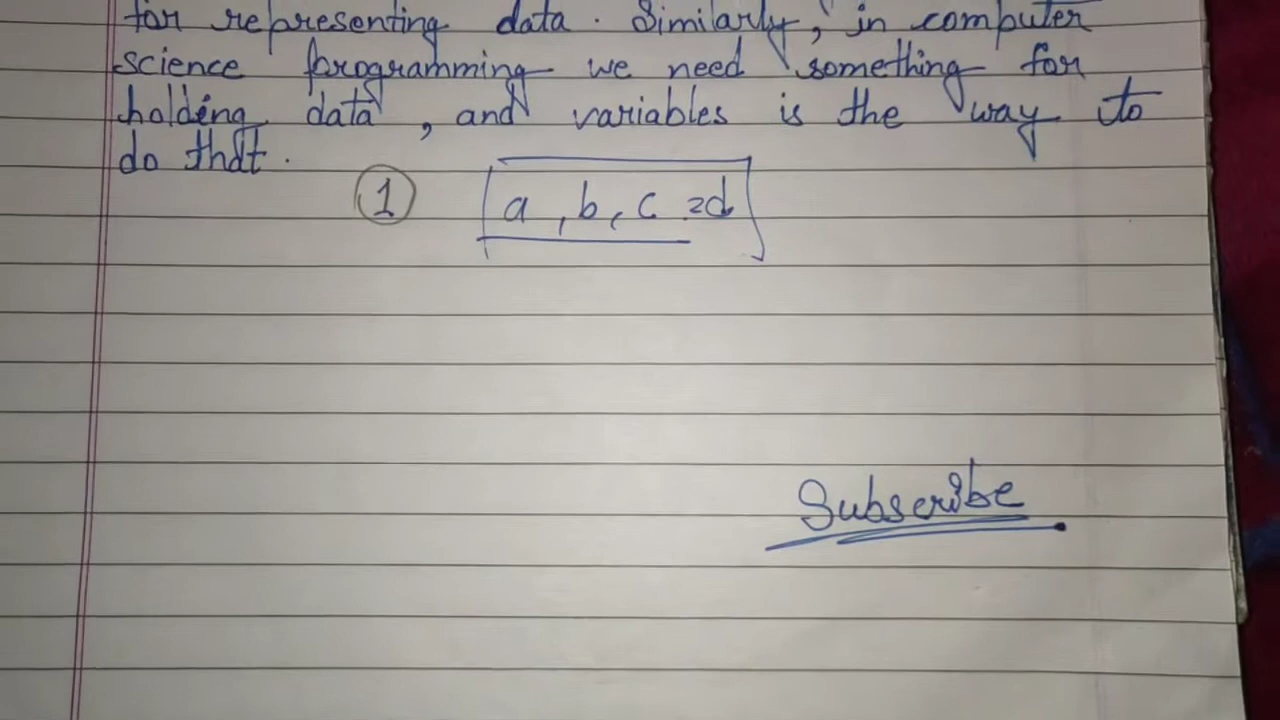 for representing data. Similarly, in computer
science programming we need something for
holding data, and variables is the way to
do that.
1 a, b, c =d
Subscribe